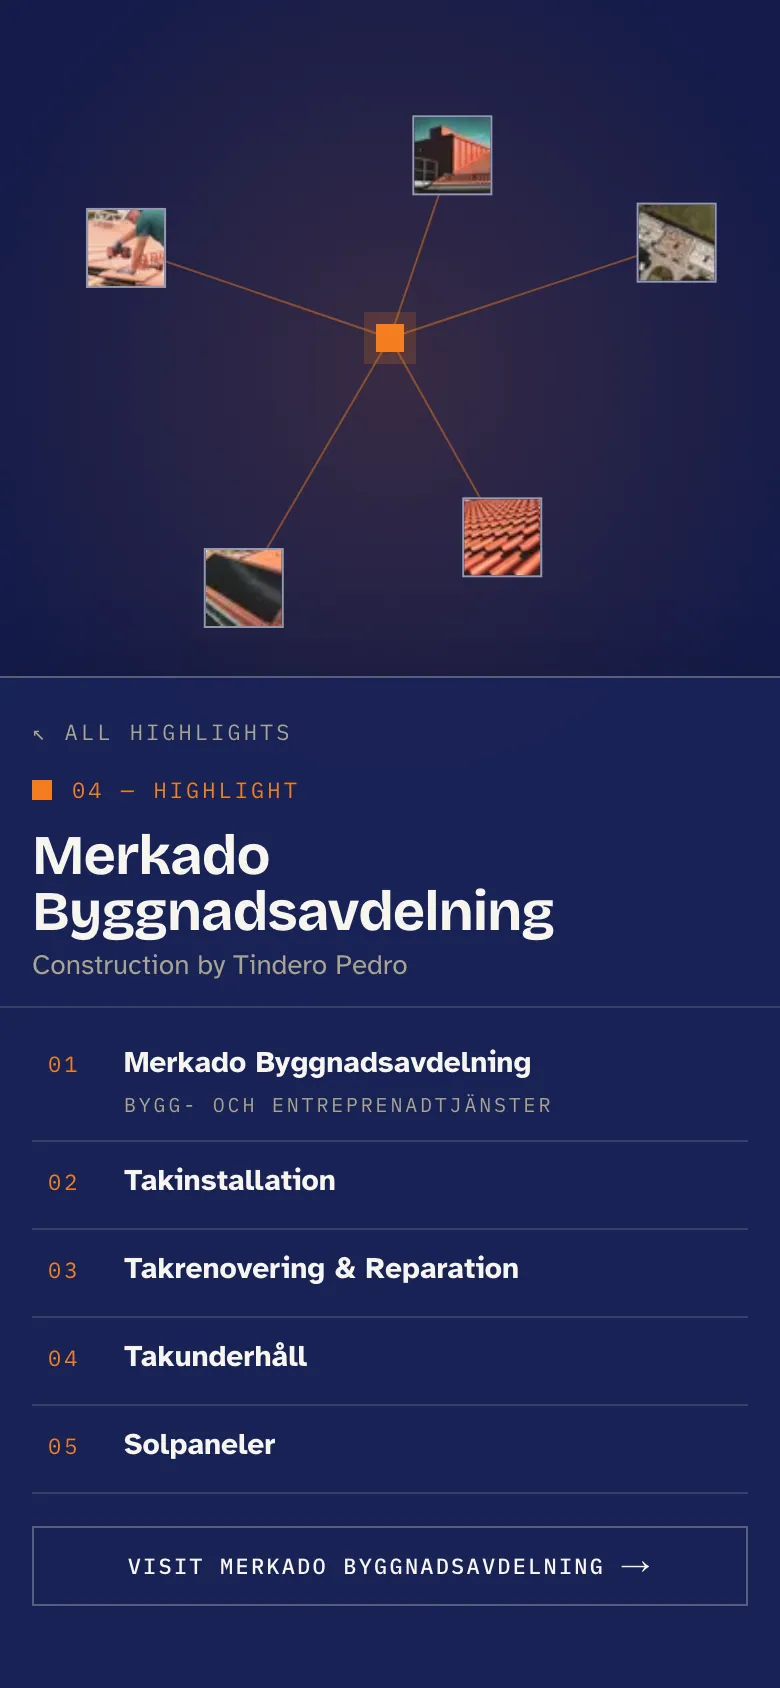 ↖ ALL HIGHLIGHTS
04 — HIGHLIGHT
Merkado
Byggnadsavdelning
Construction by Tindero Pedro
01 Merkado Byggnadsavdelning
BYGG- OCH ENTREPRENADTJÄNSTER
02 Takinstallation
03 Takrenovering & Reparation
04 Takunderhåll
05 Solpaneler
VISIT MERKADO BYGGNADSAVDELNING →